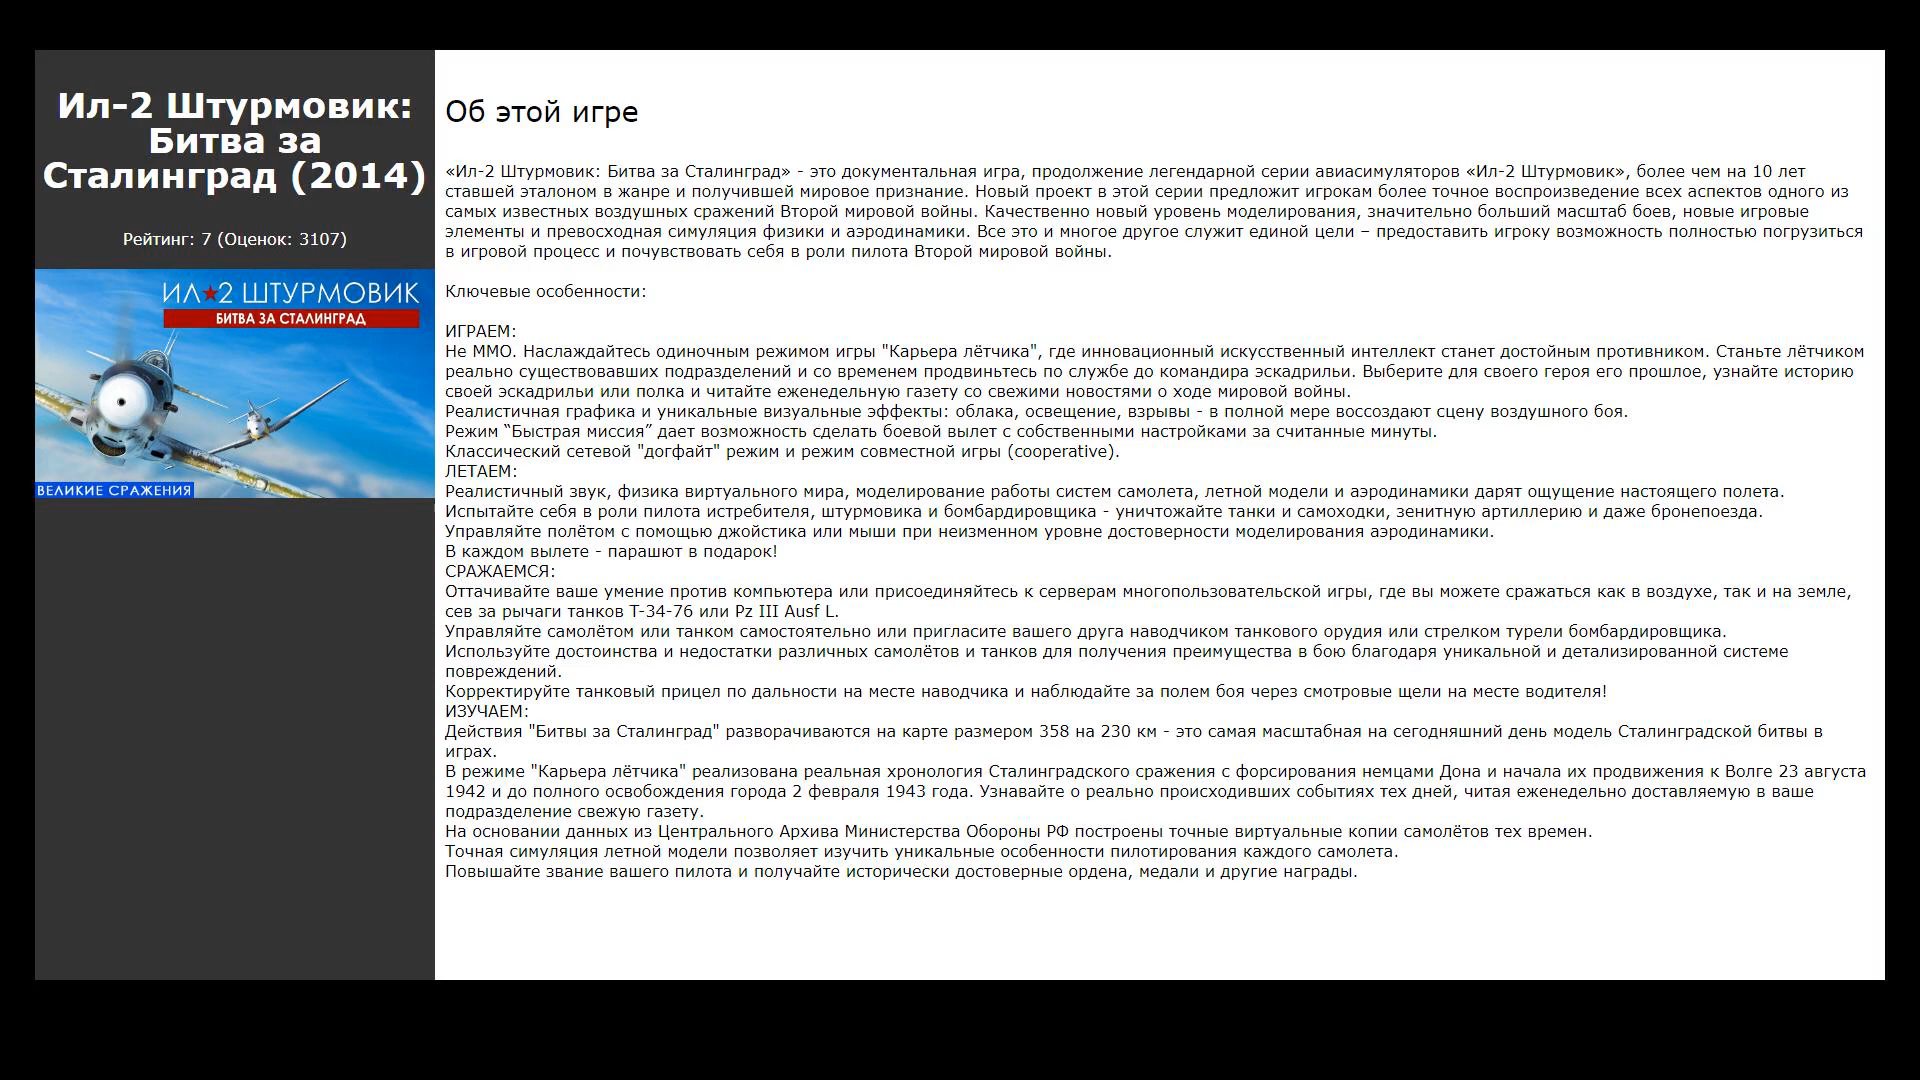 Ил-2 Штурмовик:
Битва за
Сталинград (2014)
Рейтинг: 7 (Оценок: 3107)
ИЛ★2 ШТУРМОВИК
БИТВА ЗА СТАЛИНГРАД
ВЕЛИКИЕ СРАЖЕНИЯ
Об этой игре
«Ил-2 Штурмовик: Битва за Сталинград» - это документальная игра, продолжение легендарной серии авиасимуляторов «Ил-2 Штурмовик», более чем на 10 лет
ставшей эталоном в жанре и получившей мировое признание. Новый проект в этой серии предложит игрокам более точное воспроизведение всех аспектов одного из
самых известных воздушных сражений Второй мировой войны. Качественно новый уровень моделирования, значительно больший масштаб боев, новые игровые
элементы и превосходная симуляция физики и аэродинамики. Все это и многое другое служит единой цели – предоставить игроку возможность полностью погрузиться
в игровой процесс и почувствовать себя в роли пилота Второй мировой войны.
Ключевые особенности:
ИГРАЕМ:
Не ММО. Наслаждайтесь одиночным режимом игры "Карьера лётчика", где инновационный искусственный интеллект станет достойным противником. Станьте лётчиком
реально существовавших подразделений и со временем продвиньтесь по службе до командира эскадрильи. Выберите для своего героя его прошлое, узнайте историю
своей эскадрильи или полка и читайте еженедельную газету со свежими новостями о ходе мировой войны.
Реалистичная графика и уникальные визуальные эффекты: облака, освещение, взрывы - в полной мере воссоздают сцену воздушного боя.
Режим “Быстрая миссия” дает возможность сделать боевой вылет с собственными настройками за считанные минуты.
Классический сетевой "догфайт" режим и режим совместной игры (cooperative).
ЛЕТАЕМ:
Реалистичный звук, физика виртуального мира, моделирование работы систем самолета, летной модели и аэродинамики дарят ощущение настоящего полета.
Испытайте себя в роли пилота истребителя, штурмовика и бомбардировщика - уничтожайте танки и самоходки, зенитную артиллерию и даже бронепоезда.
Управляйте полётом с помощью джойстика или мыши при неизменном уровне достоверности моделирования аэродинамики.
В каждом вылете - парашют в подарок!
СРАЖАЕМСЯ:
Оттачивайте ваше умение против компьютера или присоединяйтесь к серверам многопользовательской игры, где вы можете сражаться как в воздухе, так и на земле,
сев за рычаги танков Т-34-76 или Pz III Ausf L.
Управляйте самолётом или танком самостоятельно или пригласите вашего друга наводчиком танкового орудия или стрелком турели бомбардировщика.
Используйте достоинства и недостатки различных самолётов и танков для получения преимущества в бою благодаря уникальной и детализированной системе
повреждений.
Корректируйте танковый прицел по дальности на месте наводчика и наблюдайте за полем боя через смотровые щели на месте водителя!
ИЗУЧАЕМ:
Действия "Битвы за Сталинград" разворачиваются на карте размером 358 на 230 км - это самая масштабная на сегодняшний день модель Сталинградской битвы в
играх.
В режиме "Карьера лётчика" реализована реальная хронология Сталинградского сражения с форсирования немцами Дона и начала их продвижения к Волге 23 августа
1942 и до полного освобождения города 2 февраля 1943 года. Узнавайте о реально происходивших событиях тех дней, читая еженедельно доставляемую в ваше
подразделение свежую газету.
На основании данных из Центрального Архива Министерства Обороны РФ построены точные виртуальные копии самолётов тех времен.
Точная симуляция летной модели позволяет изучить уникальные особенности пилотирования каждого самолета.
Повышайте звание вашего пилота и получайте исторически достоверные ордена, медали и другие награды.